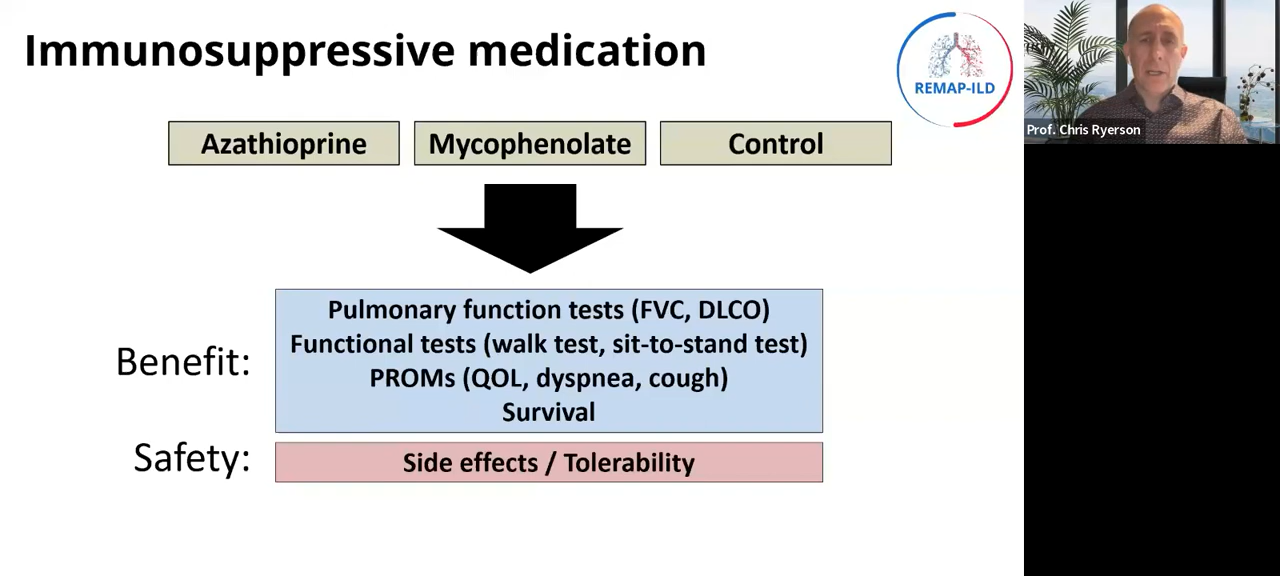 Immunosuppressive medication
REMAP-ILD
Prof. Chris Ryerson
Azathioprine
Mycophenolate
Control
Benefit:
Pulmonary function tests (FVC, DLCO)
Functional tests (walk test, sit-to-stand test)
PROMs (QOL, dyspnea, cough)
Survival
Safety:
Side effects / Tolerability